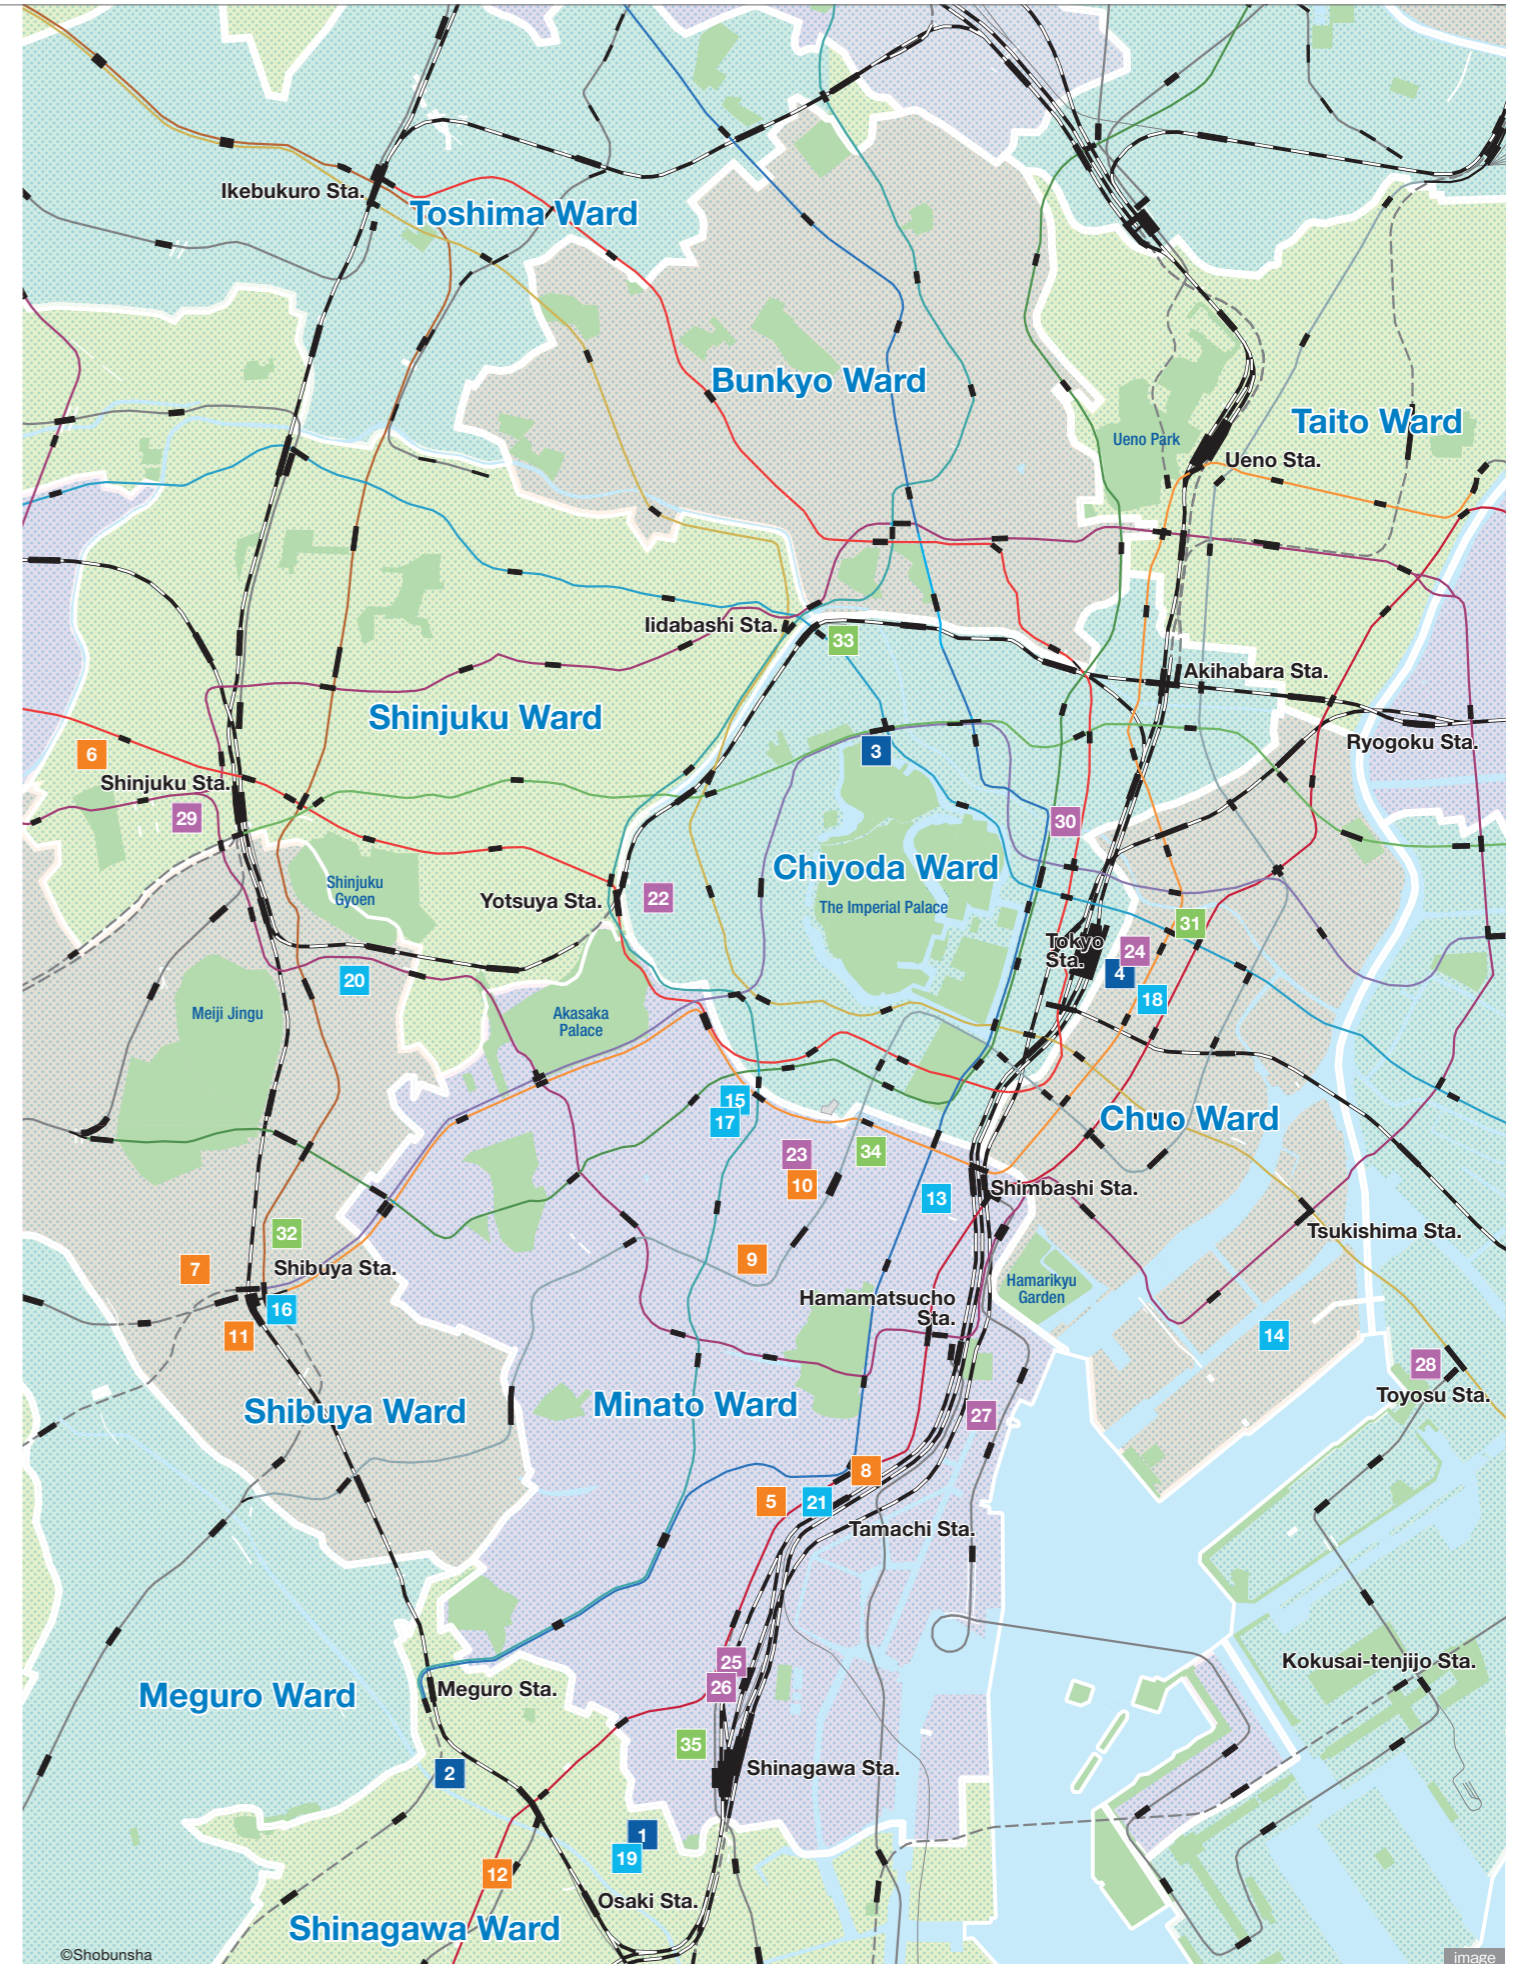 Ikebukuro Sta.
Toshima Ward
Bunkyo Ward
Taito Ward
Ueno Park
Ueno Sta.
Iidabashi Sta.
33
Akihabara Sta.
Shinjuku Ward
Ryogoku Sta.
6
3
Shinjuku Sta.
29
30
Chiyoda Ward
Shinjuku
Gyoen
Yotsuya Sta.
22
The Imperial Palace
31
Tokyo
Sta.
24
4
20
18
Meiji Jingu
Akasaka
Palace
15
17
Chuo Ward
23
34
10
13
Shimbashi Sta.
32
Tsukishima Sta.
7
Shibuya Sta.
9
Hamarikyu
Garden
16
Hamamatsucho
Sta.
11
14
28
Toyosu Sta.
Shibuya Ward
Minato Ward
27
8
5
21
Tamachi Sta.
25
Kokusai-tenjijo Sta.
26
Meguro Ward
Meguro Sta.
35
2
Shinagawa Sta.
1
19
12
Osaki Sta.
Shinagawa Ward
©Shobunsha
image